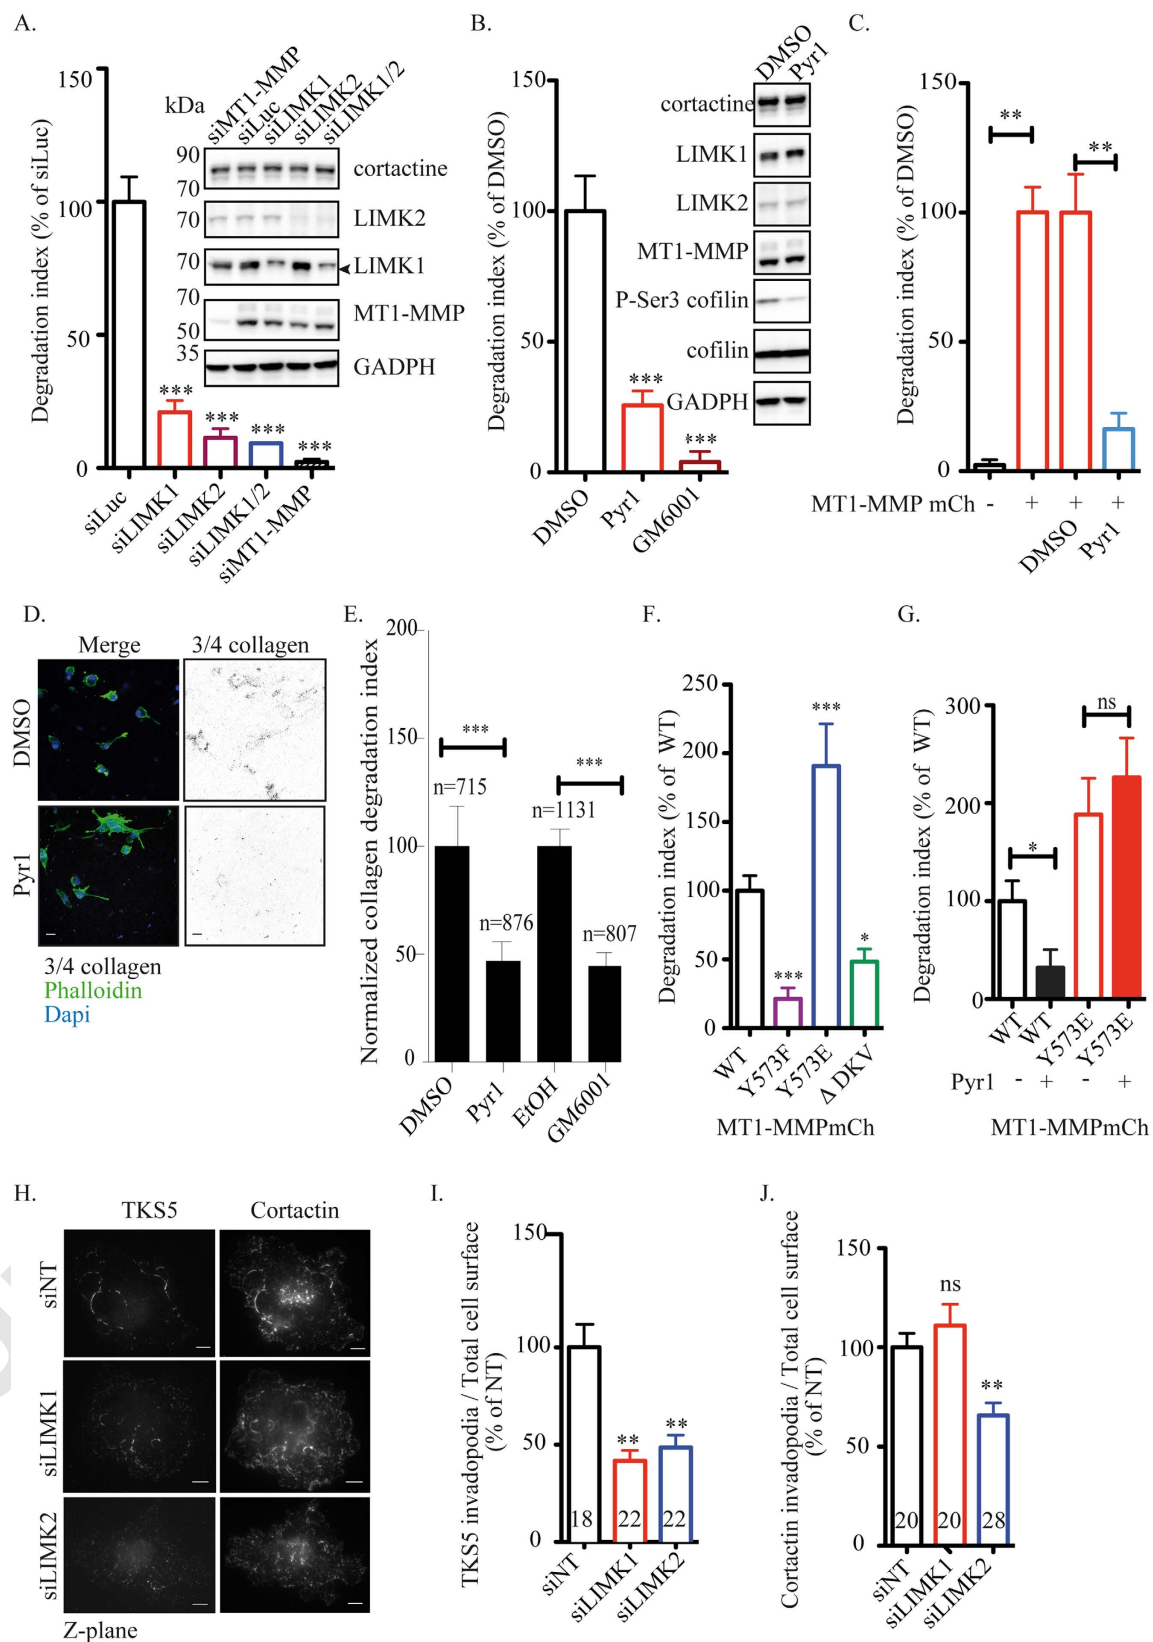 A.
Degradation index (% of siLuc)
150
100
50
0
kDa
siMT1-MMP
siLuc
siLIMK1
siLIMK2
siLIMK1/2
90
70
cortactine
70
LIMK2
70
LIMK1
70
50
MT1-MMP
35
GADPH
***
***
***
***
siLuc
siLIMK1
siLIMK2
siLIMK1/2
siMT1-MMP
B.
Degradation index (% of DMSO)
150
100
50
0
DMSO
Pyr1
cortactine
LIMK1
LIMK2
MT1-MMP
P-Ser3 cofilin
cofilin
GADPH
***
***
DMSO
Pyr1
GM6001
C.
Degradation index (% of DMSO)
150
100
50
0
**
**
MT1-MMP mCh - + + +
DMSO
Pyr1
D.
Merge 3/4 collagen
DMSO
Pyr1
3/4 collagen
Phalloidin
Dapi
E.
Normalized collagen degradation index
200
150
100
50
0
***
***
n=715
n=876
n=1131
n=807
DMSO
Pyr1
EtOH
GM6001
F.
Degradation index (% of WT)
250
200
150
100
50
0
***
***
*
WT
Y573F
Y573E
Δ DKV
MT1-MMPmCh
G.
Degradation index (% of WT)
300
200
100
0
*
ns
WT
WT
Y573E
Y573E
Pyr1 - + - +
MT1-MMPmCh
H.
TKS5 Cortactin
siNT
siLIMK1
siLIMK2
Z-plane
I.
TKS5 invadopodia / Total cell surface
(% of NT)
150
100
50
0
**
**
18 22 22
siNT
siLIMK1
siLIMK2
J.
Cortactin invadopodia / Total cell surface
(% of NT)
150
100
50
0
ns
**
20 20 28
siNT
siLIMK1
siLIMK2